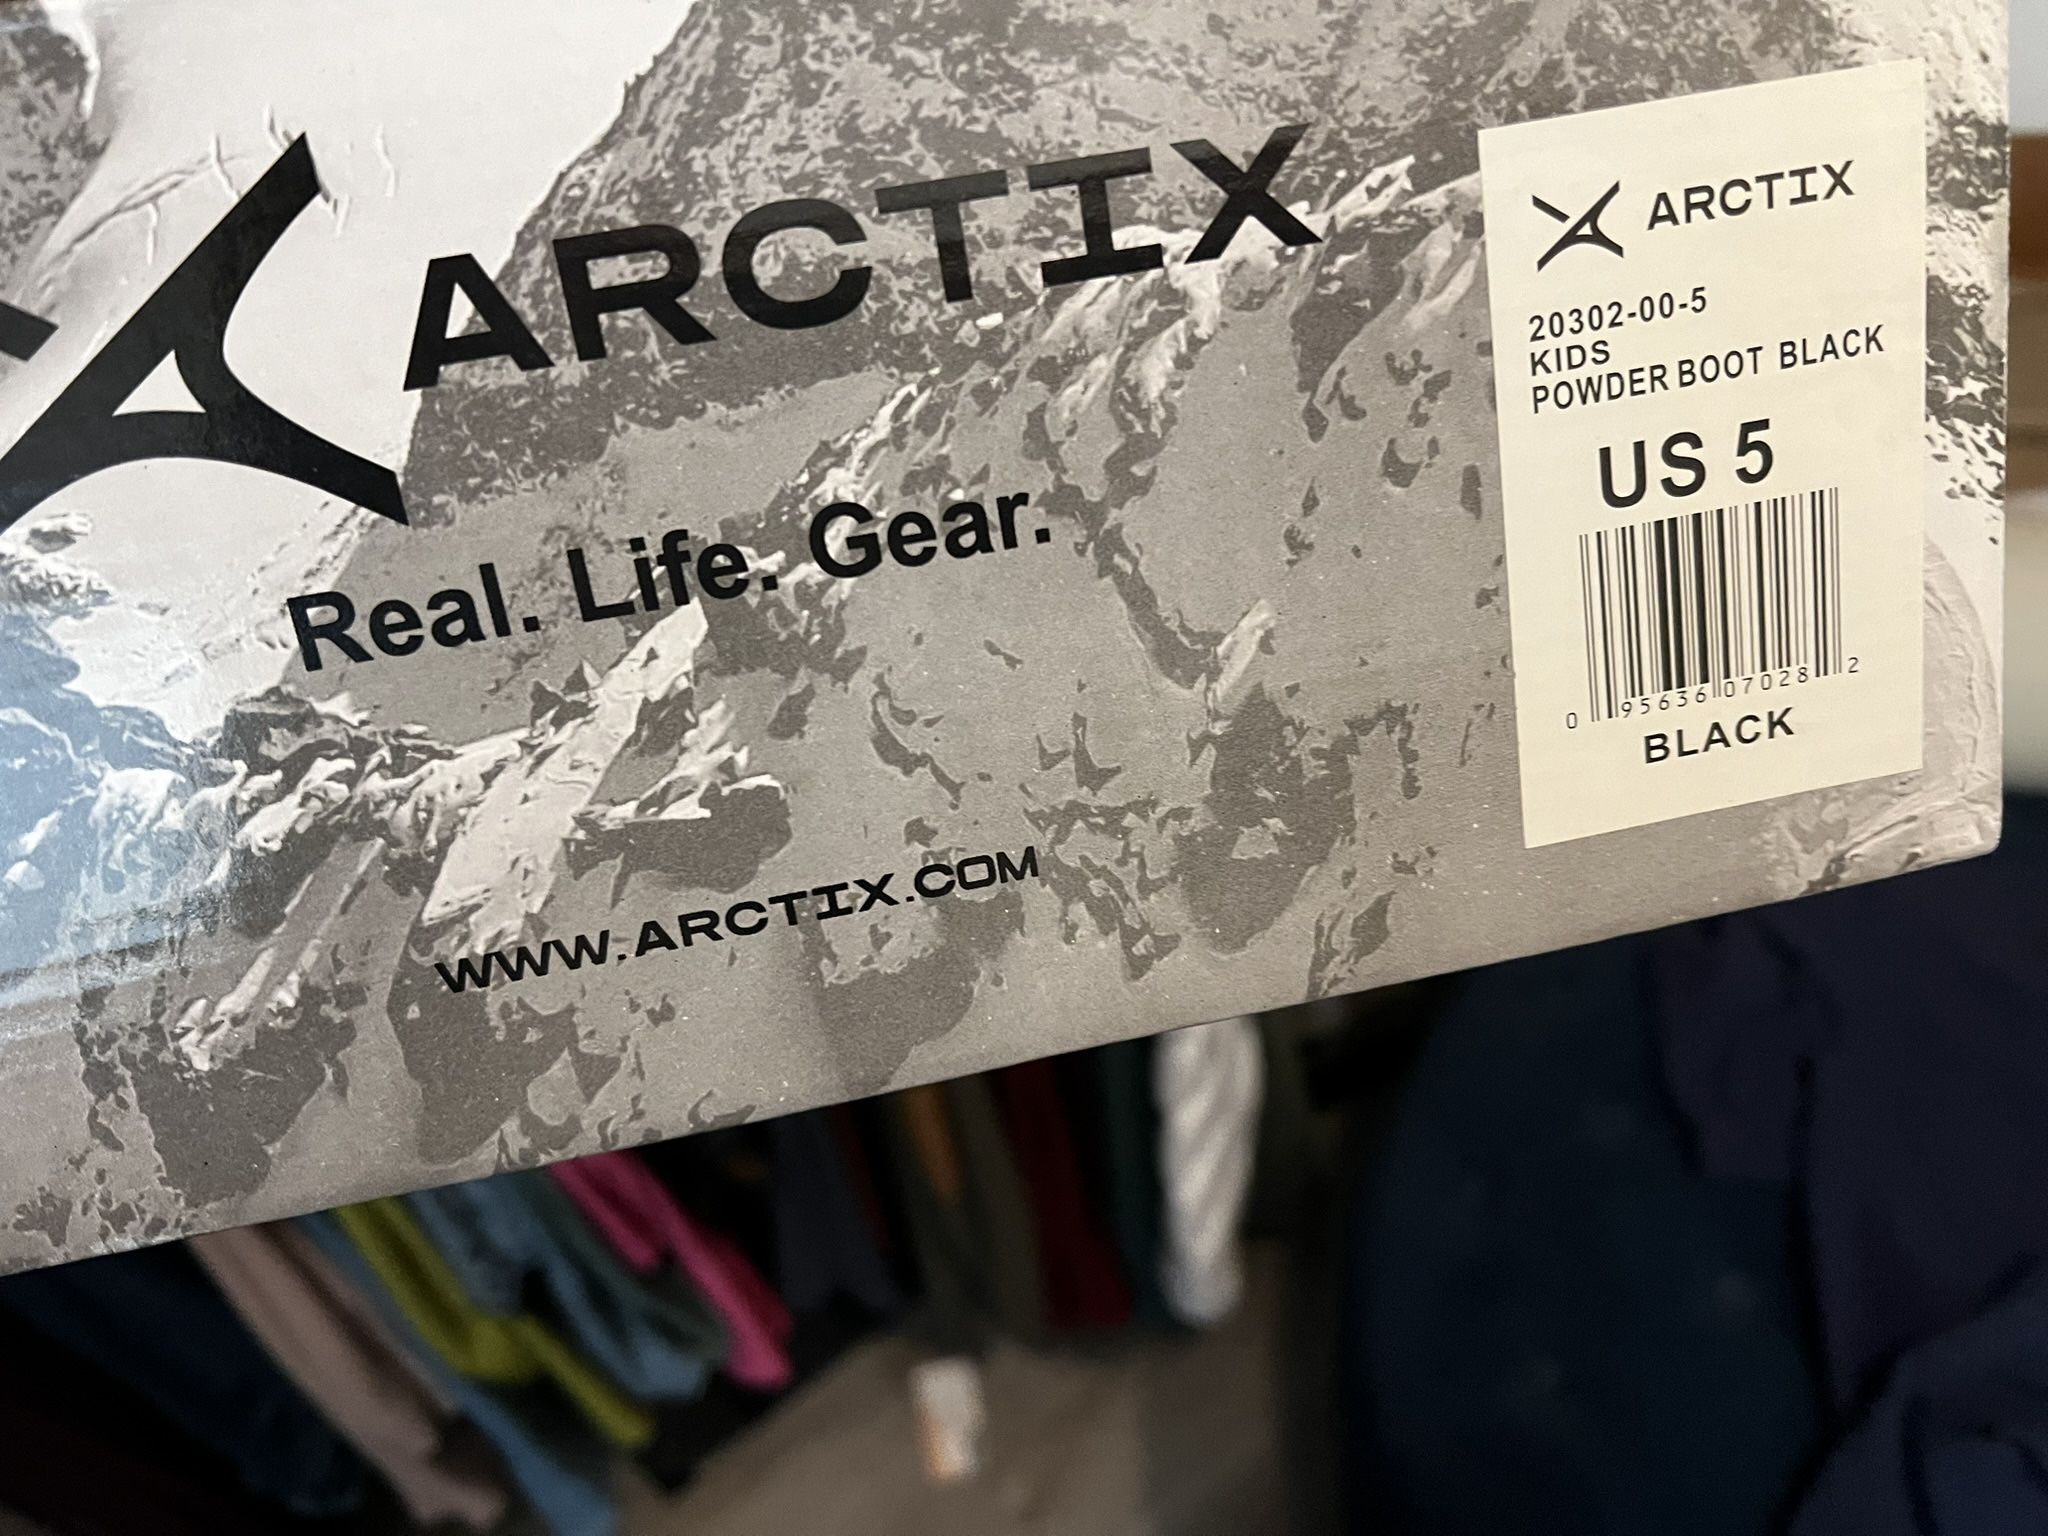 ARCTIX
Real. Life. Gear.
WWW.ARCTIX.COM
ARCTIX
20302-00-5
KIDS
POWDER BOOT BLACK
US 5
0 95636 07028 2
BLACK